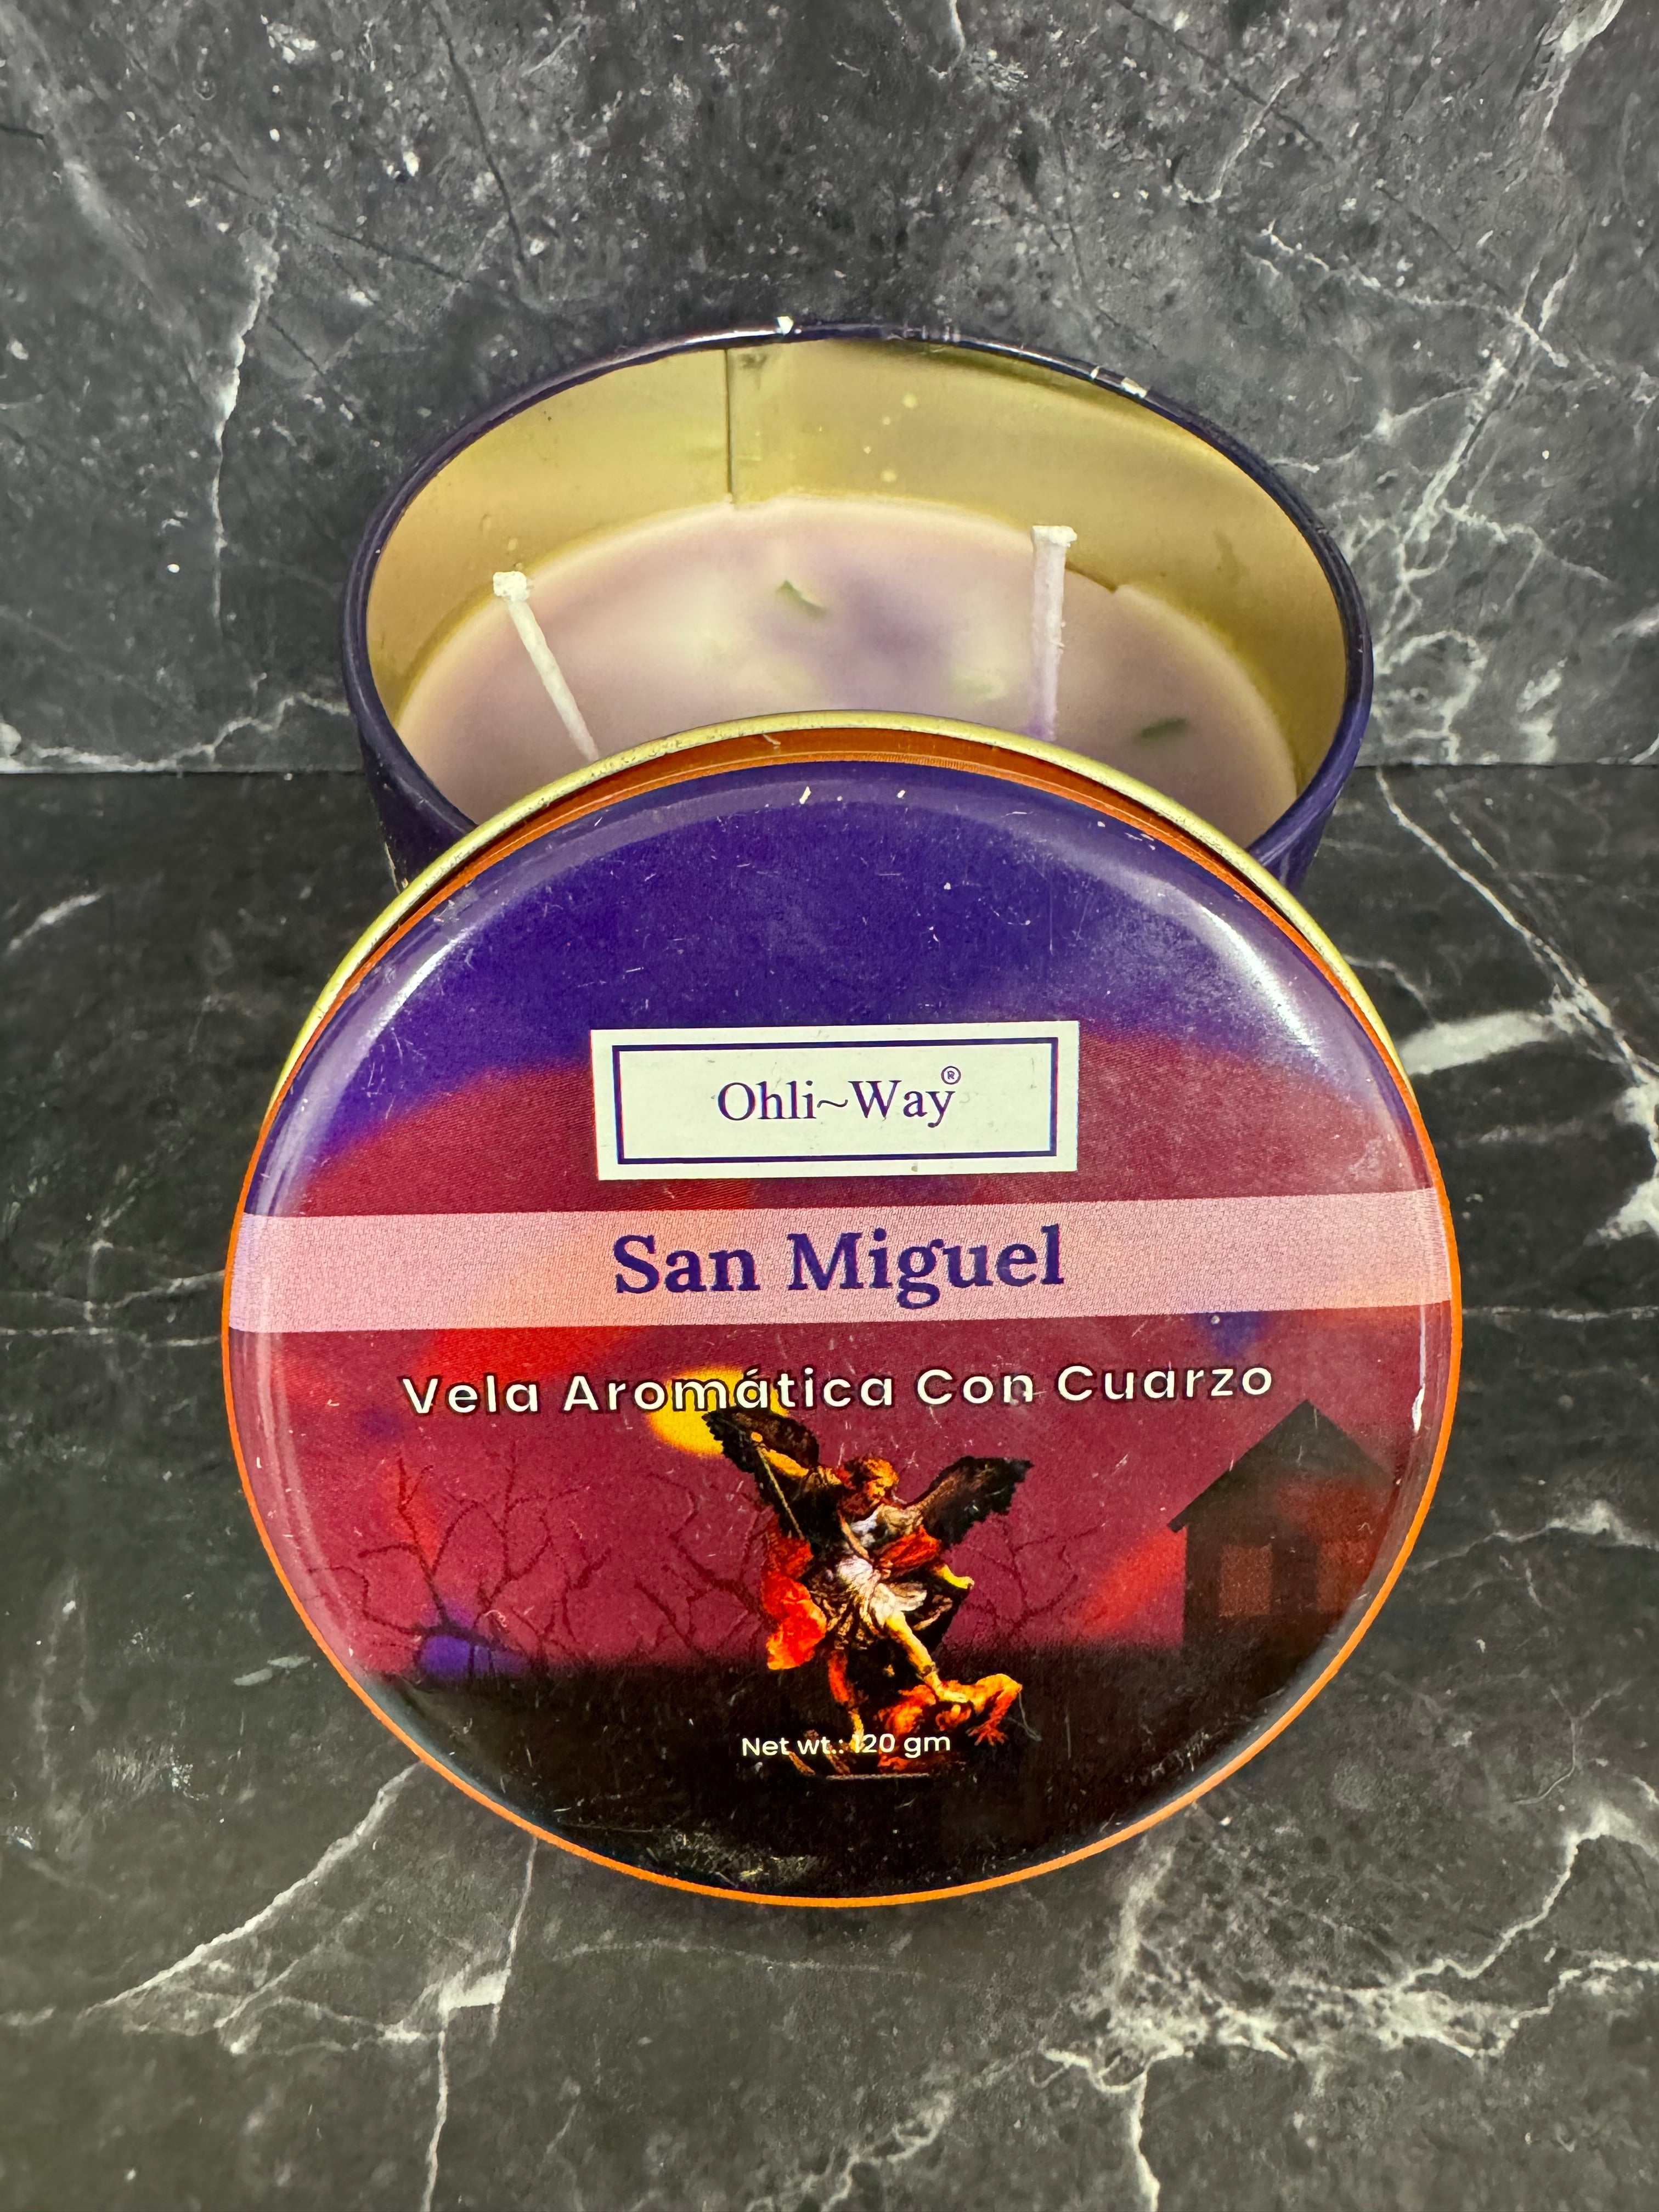 Ohli~Way®
San Miguel
Vela Aromática Con Cuarzo
Net wt.: 120 gm